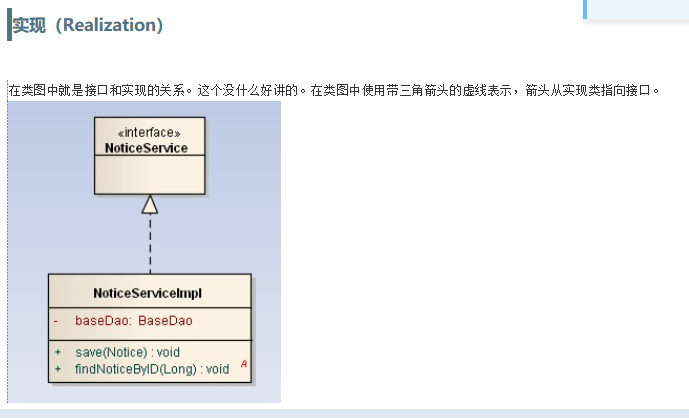 实现（Realization）
在类图中就是接口和实现的关系。这个没什么好讲的。在类图中使用带三角箭头的虚线表示，箭头从实现类指向接口。
«interface»
NoticeService
NoticeServiceImpl
- baseDao: BaseDao
+ save(Notice) : void
+ findNoticeByID(Long) : void
A